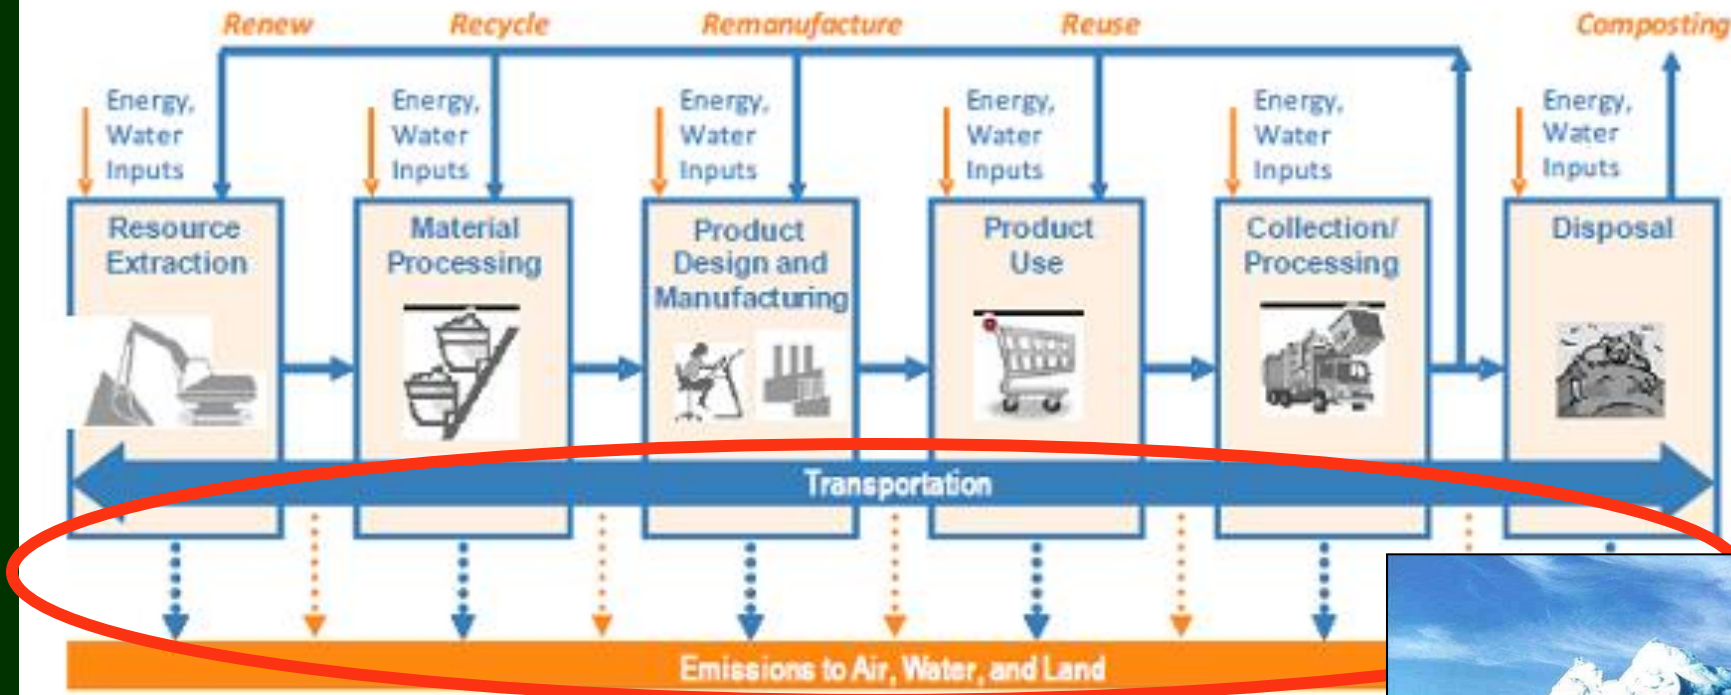 Renew Recycle Remanufacture Reuse Composting
Energy,
Water
Inputs
Energy,
Water
Inputs
Energy,
Water
Inputs
Energy,
Water
Inputs
Energy,
Water
Inputs
Energy,
Water
Inputs
Resource
Extraction
Material
Processing
Product
Design and
Manufacturing
Product
Use
Collection/
Processing
Disposal
Transportation
Emissions to Air, Water, and Land